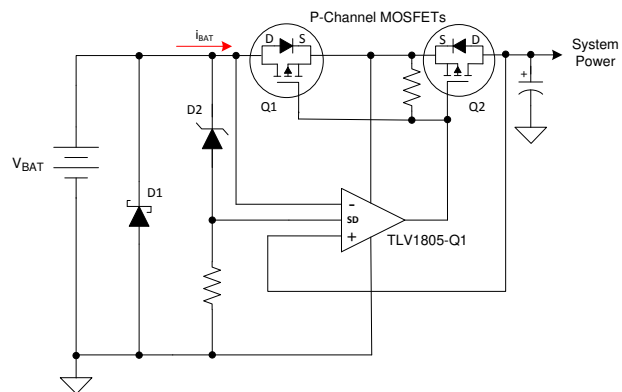 P-Channel MOSFETs
iBAT
D S
S D
System
Power
+
Q1
Q2
D2
VBAT
D1
-
SD
+
TLV1805-Q1